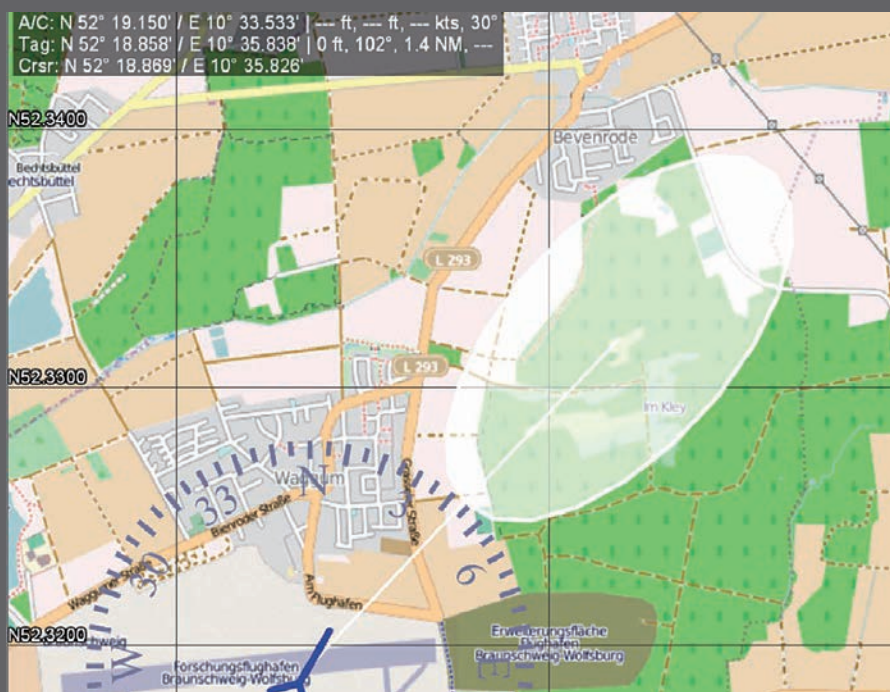 A/C: N 52° 19.150' / E 10° 33.533' | --- ft, --- ft, --- kts, 30°
Tag: N 52° 18.858' / E 10° 35.838' | 0 ft, 102°, 1.4 NM, ---
Crsr: N 52° 18.869' / E 10° 35.826'
N52.3400
Bevenrode
Bechtsbüttel
echtsbüttel
L 293
L 293
N52.3300
Im Kley
Waggum
N
33
3
Grasseler Straße
Bienroder Straße
30
6
Waggumer Straße
Am Flughafen
N52.3200
Erweiterungsfläche
Flughafen
Braunschweig-Wolfsburg
W
E
Forschungsflughafen
Braunschweig-Wolfsburg